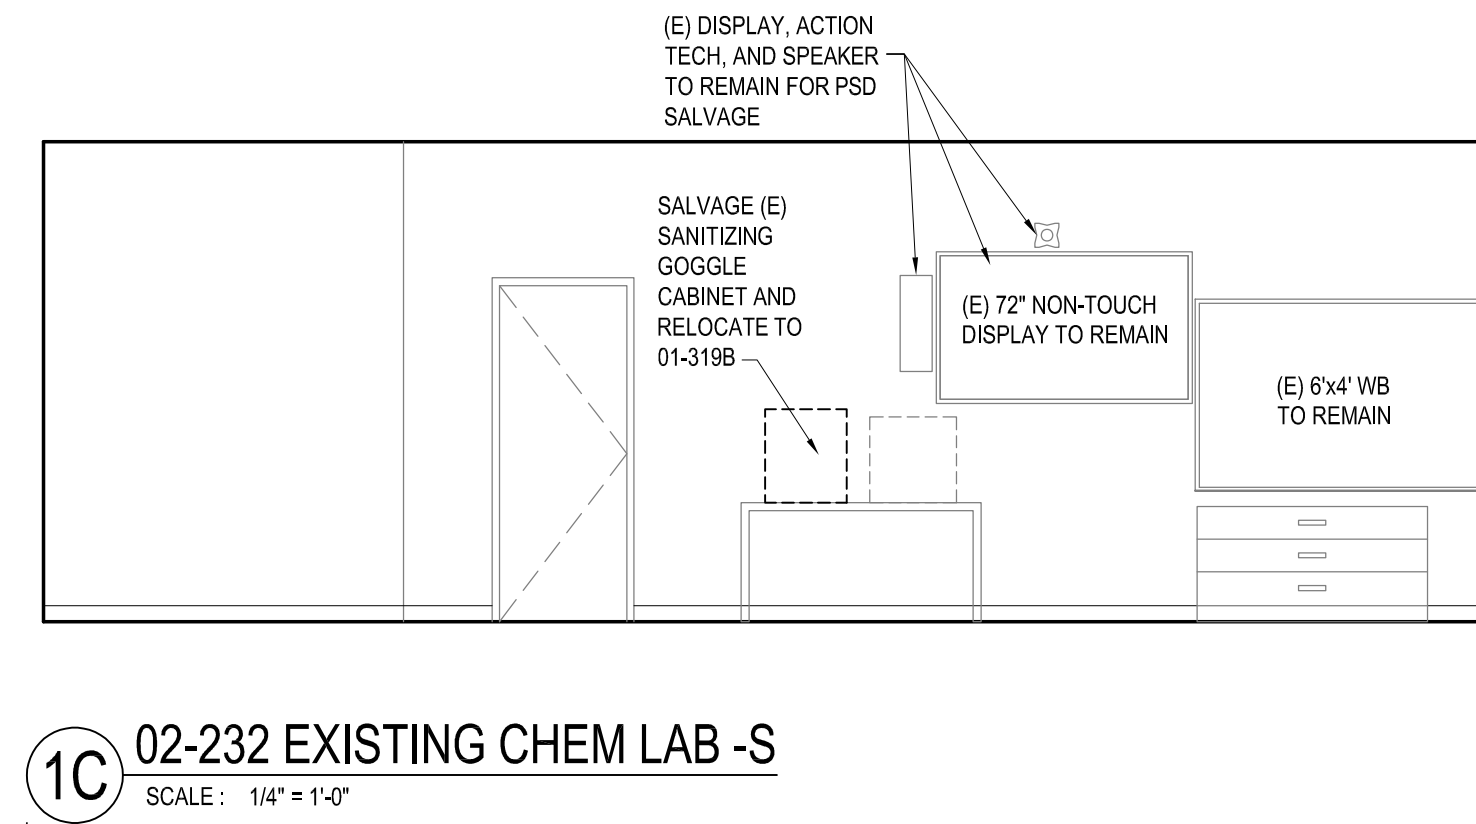 (E) DISPLAY, ACTION
TECH, AND SPEAKER
TO REMAIN FOR PSD
SALVAGE
SALVAGE (E)
SANITIZING
GOGGLE
CABINET AND
RELOCATE TO
01-319B
(E) 72" NON-TOUCH
DISPLAY TO REMAIN
(E) 6'x4' WB
TO REMAIN
1C
02-232 EXISTING CHEM LAB -S
SCALE : 1/4" = 1'-0"